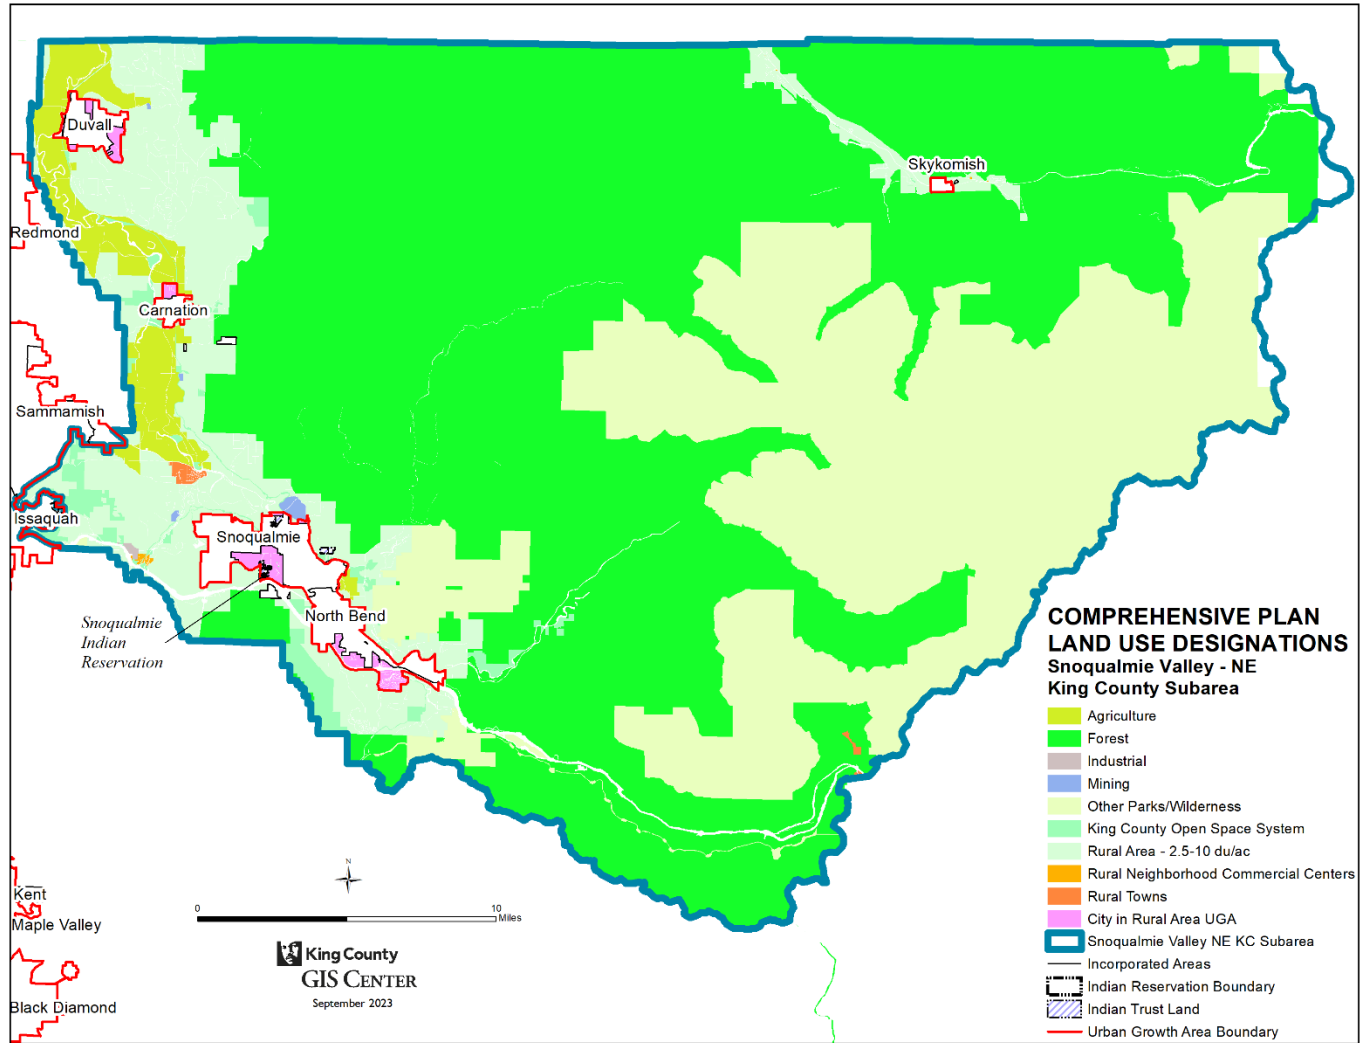 Duvall
Skykomish
Redmond
Carnation
Sammamish
Issaquah
Snoqualmie
North Bend
Snoqualmie
Indian
Reservation
COMPREHENSIVE PLAN
LAND USE DESIGNATIONS
Snoqualmie Valley - NE
King County Subarea
Agriculture
Forest
Industrial
Mining
Other Parks/Wilderness
King County Open Space System
Rural Area - 2.5-10 du/ac
Rural Neighborhood Commercial Centers
Rural Towns
City in Rural Area UGA
Snoqualmie Valley NE KC Subarea
Incorporated Areas
Indian Reservation Boundary
Indian Trust Land
Urban Growth Area Boundary
N
0 10
Miles
King County
GIS CENTER
September 2023
Kent
Maple Valley
Black Diamond